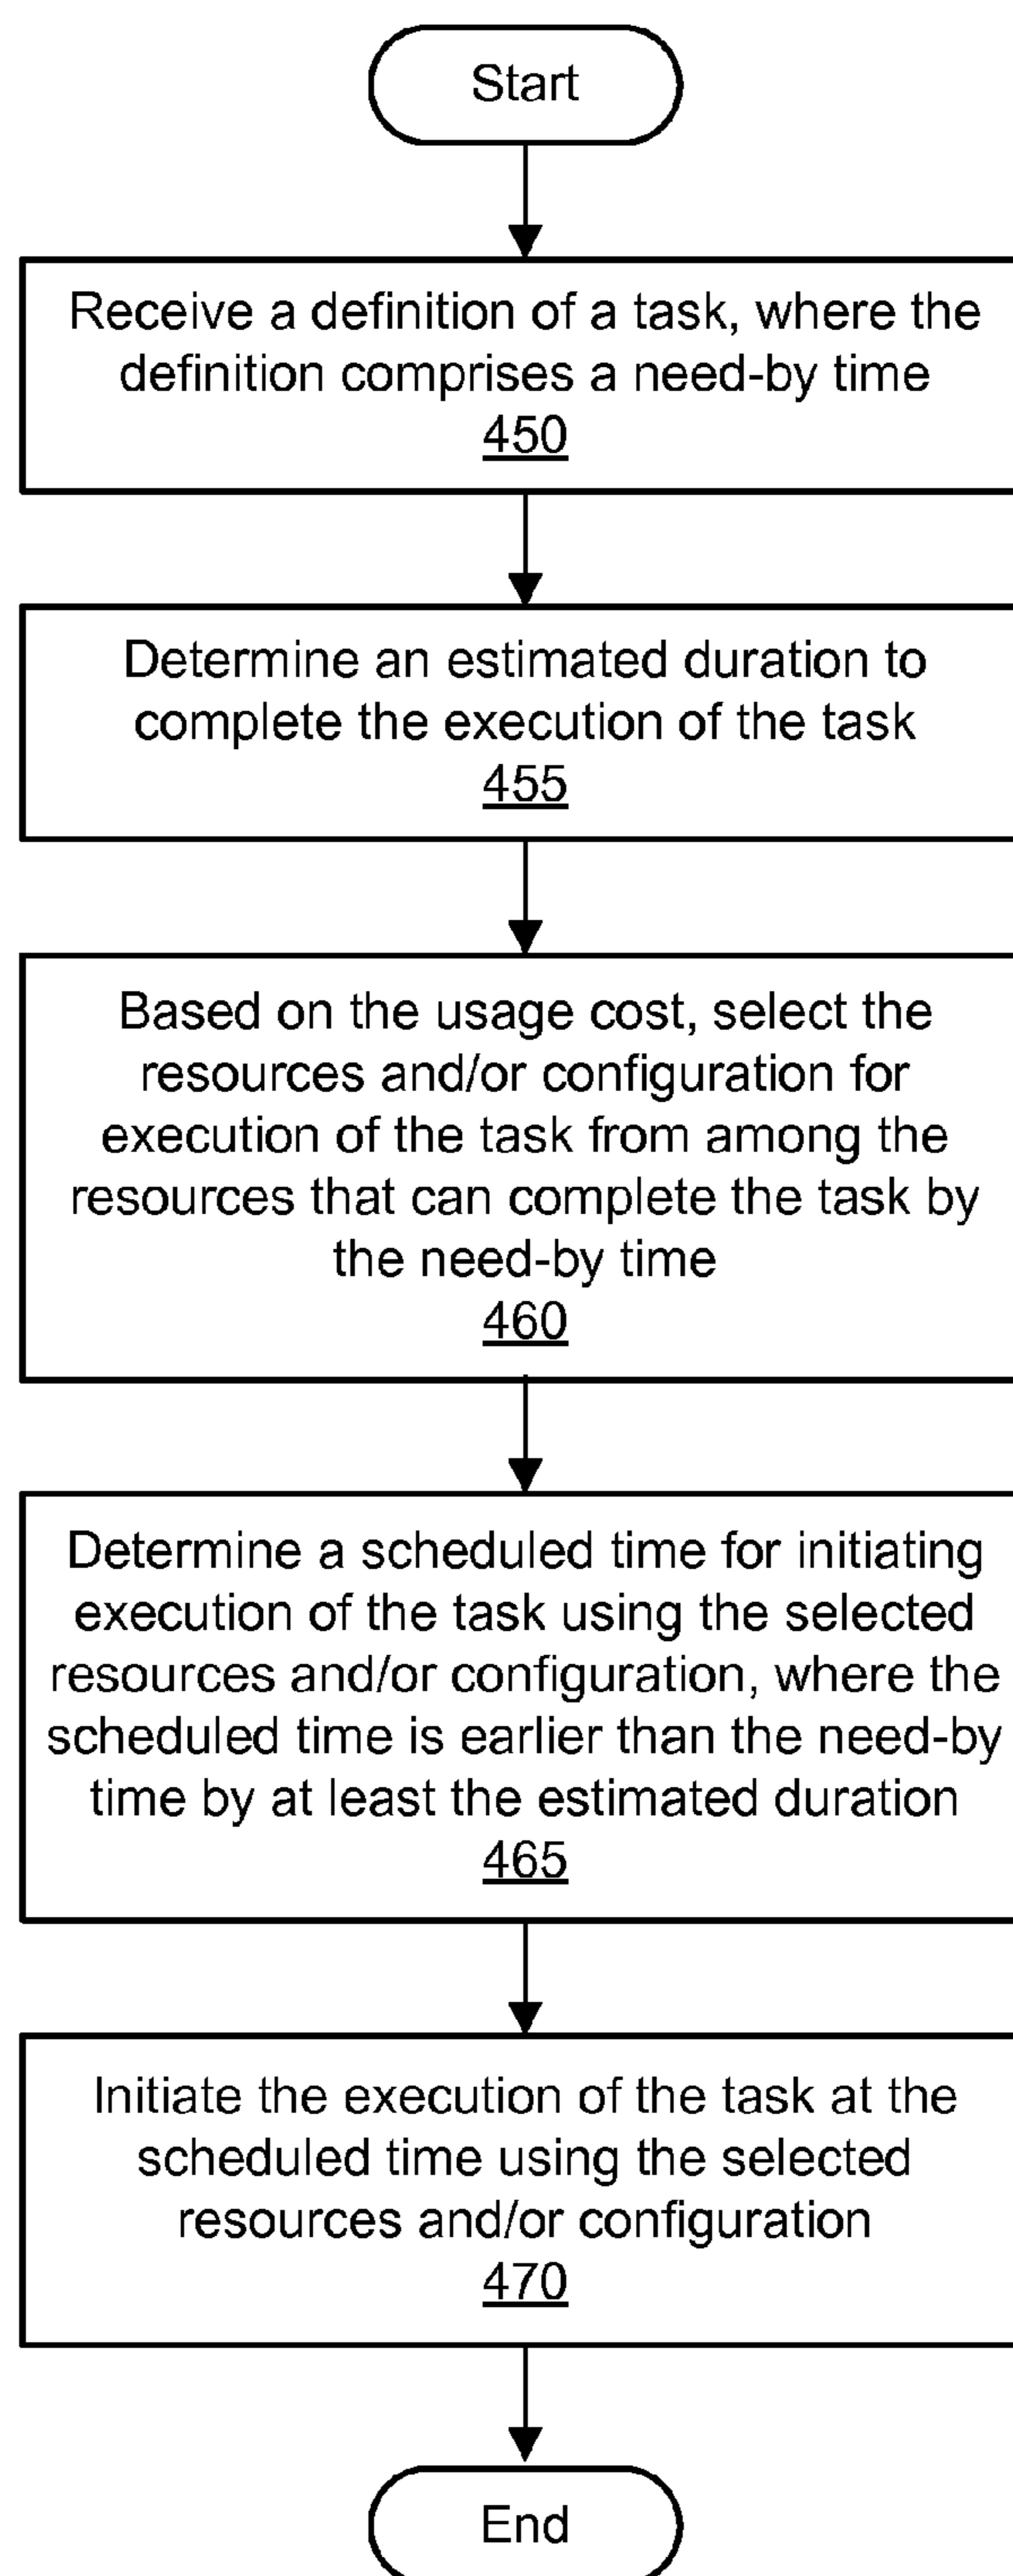 Start
Receive a definition of a task, where the
definition comprises a need-by time
450
Determine an estimated duration to
complete the execution of the task
455
Based on the usage cost, select the
resources and/or configuration for
execution of the task from among the
resources that can complete the task by
the need-by time
460
Determine a scheduled time for initiating
execution of the task using the selected
resources and/or configuration, where the
scheduled time is earlier than the need-by
time by at least the estimated duration
465
Initiate the execution of the task at the
scheduled time using the selected
resources and/or configuration
470
End